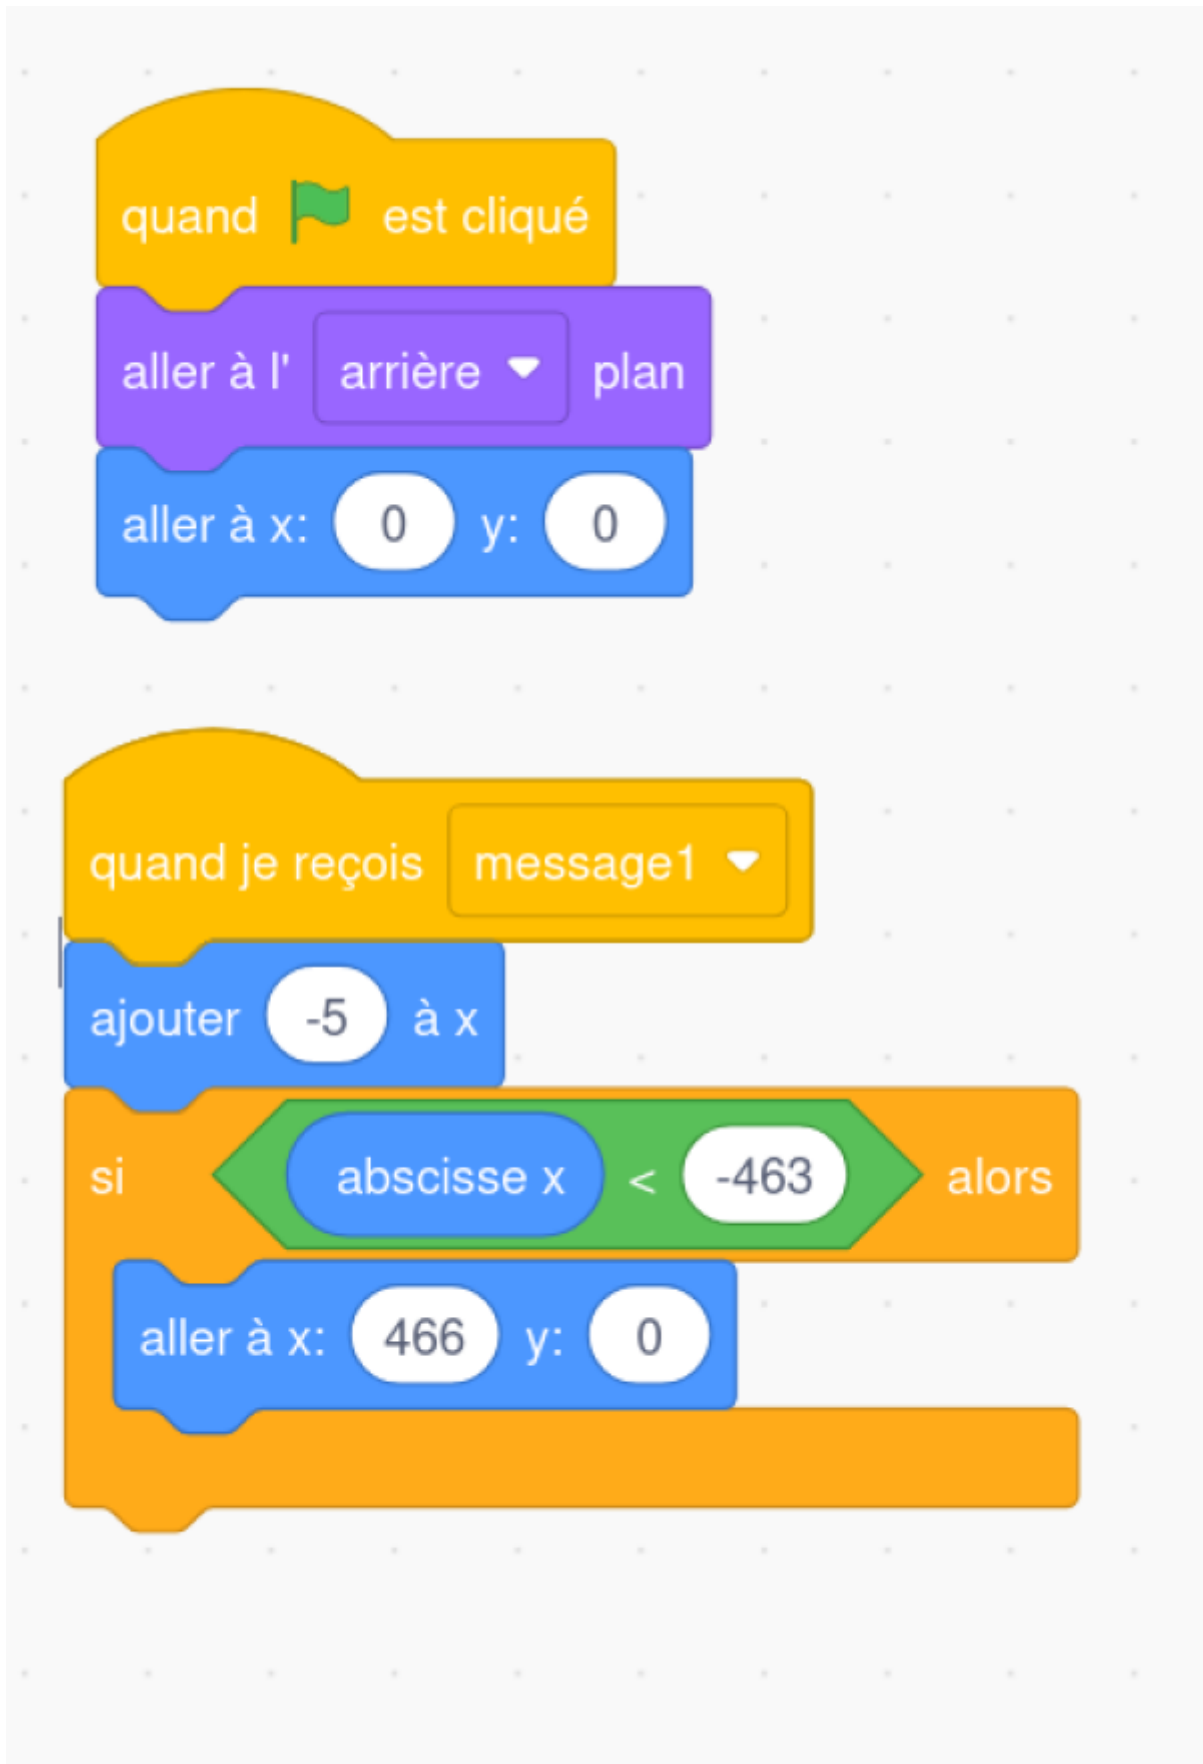 quand est cliqué
aller à l' arrière plan
aller à x: 0 y: 0
quand je reçois message1
ajouter -5 à x
si abscisse x < -463 alors
aller à x: 466 y: 0